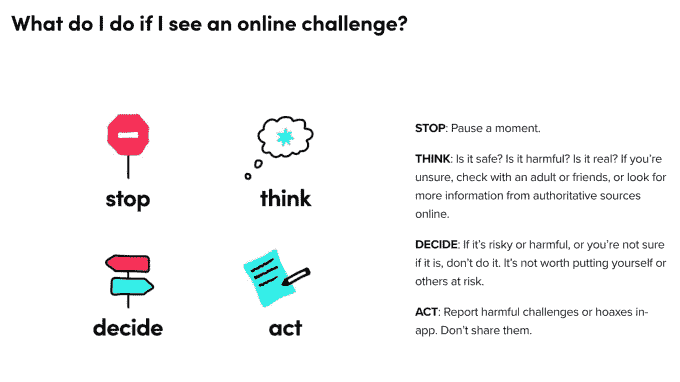 What do I do if I see an online challenge?
stop
think
decide
act
STOP: Pause a moment.
THINK: Is it safe? Is it harmful? Is it real? If you're
unsure, check with an adult or friends, or look for
more information from authoritative sources
online.
DECIDE: If it's risky or harmful, or you're not sure
if it is, don't do it. It's not worth putting yourself or
others at risk.
ACT: Report harmful challenges or hoaxes in-
app. Don't share them.